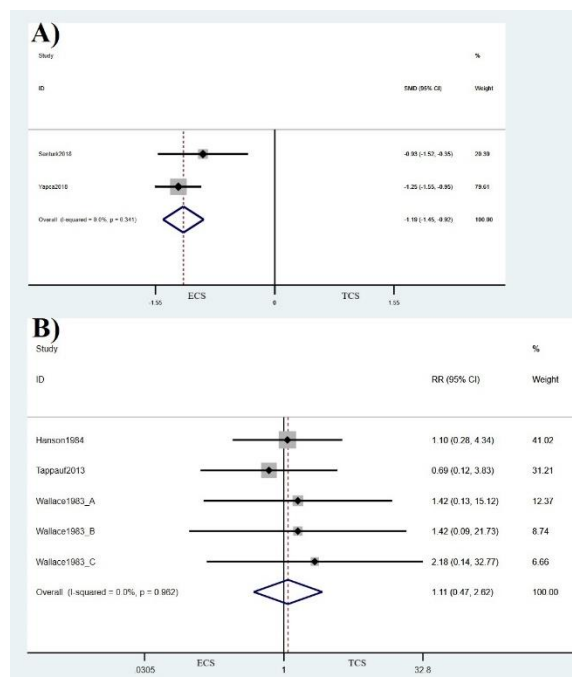 A)
Study %
ID SMD (95% CI) Weight
-0.93 (-1.52, -0.35) 20.39
Yapca2018 -1.25 (-1.55, -0.95) 79.61
Overall (I-squared = 0.0%, p = 0.341) -1.19 (-1.45, -0.92) 100.00
-1.55 ECS 0 TCS 1.55
B)
Study %
ID RR (95% CI) Weight
Hanson1984 1.10 (0.28, 4.34) 41.02
Tappauf2013 0.69 (0.12, 3.83) 31.21
Wallace1983_A 1.42 (0.13, 15.12) 12.37
Wallace1983_B 1.42 (0.09, 21.73) 8.74
Wallace1983_C 2.18 (0.14, 32.77) 6.66
Overall (I-squared = 0.0%, p = 0.962) 1.11 (0.47, 2.62) 100.00
.0305 ECS 1 TCS 32.8